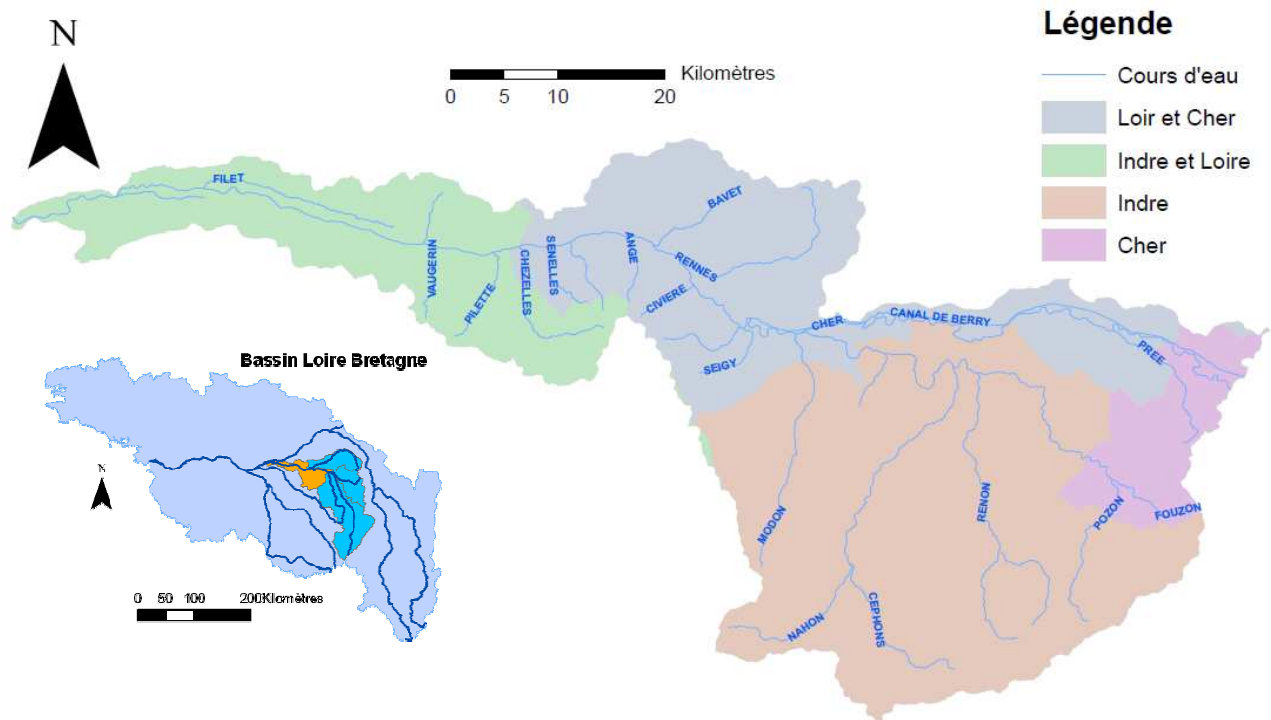 N
Kilomètres
0 5 10 20
Légende
Cours d'eau
Loir et Cher
Indre et Loire
Indre
Cher
FILET
VAUGERIN
PILETTE
CHEZELLES
SENELLES
ANGE
BAVET
RENNES
CIVIERE
SEIGY
CHER
CANAL DE BERRY
PREE
MODON
RENON
POZON
FOUZON
NAHON
CEPHONS
Bassin Loire Bretagne
N
0 50 100 200Kilomètres